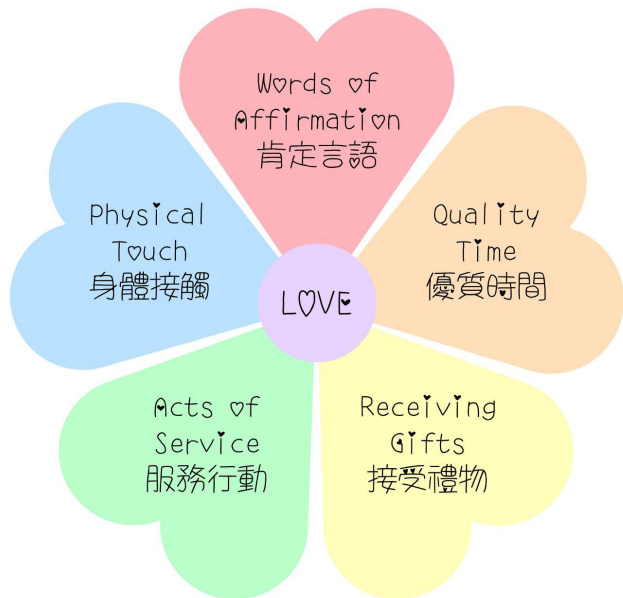 Words of
Affirmation
肯定言語
Physical
Touch
身體接觸
Quality
Time
優質時間
LOVE
Acts of
Service
服務行動
Receiving
Gifts
接受禮物